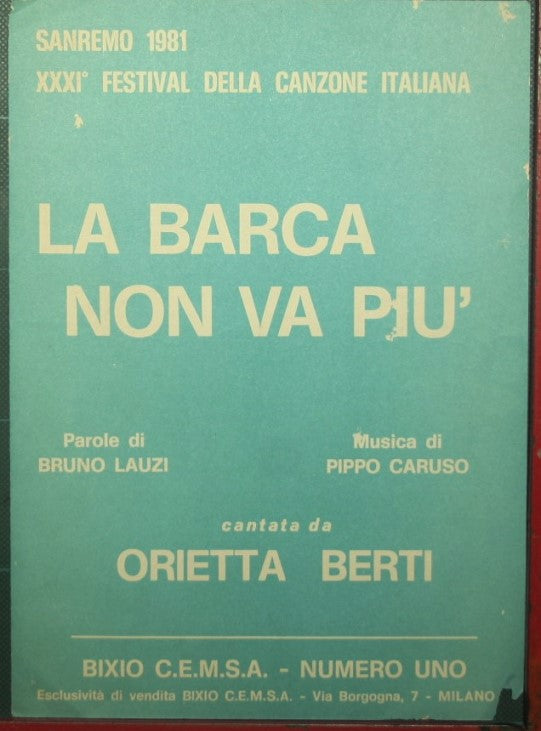 SANREMO 1981
XXXI° FESTIVAL DELLA CANZONE ITALIANA
LA BARCA
NON VA PIU'
Parole di
BRUNO LAUZI
Musica di
PIPPO CARUSO
cantata da
ORIETTA BERTI
BIXIO C.E.M.S.A. - NUMERO UNO
Esclusività di vendita BIXIO C.E.M.S.A. - Via Borgogna, 7 - MILANO